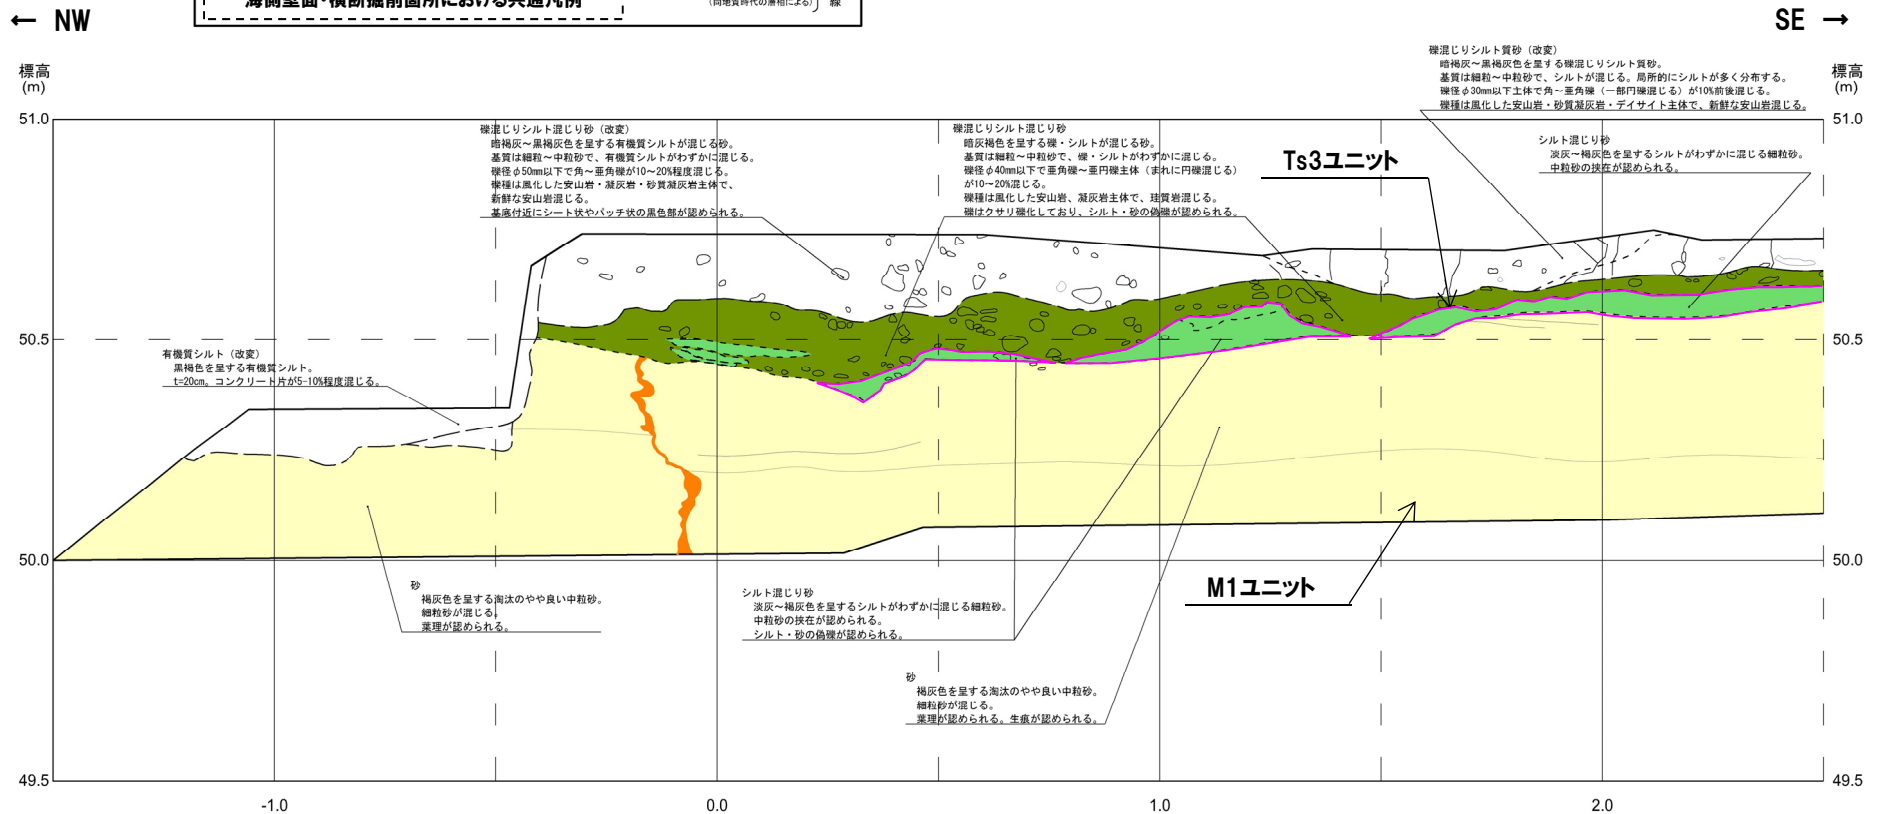 海側壁面・横断掘削箇所における共通凡例
線
← NW
SE →
標高
(m)
標高
(m)
礫混じりシルト質砂（改変）
暗褐灰～黒褐灰色を呈する礫混じりシルト質砂。
基質は細粒～中粒砂で、シルトが混じる。局所的にシルトが多く分布する。
礫径φ30mm以下主体で角～亜角礫（一部円礫混じる）が10%前後混じる。
礫種は風化した安山岩・砂質凝灰岩・デイサイト主体で、新鮮な安山岩混じる。
51.0
51.0
礫混じりシルト混じり砂（改変）
暗褐灰～黒褐灰色を呈する有機質シルトが混じる砂。
基質は細粒～中粒砂で、有機質シルトがわずかに混じる。
礫径φ50mm以下で角～亜角礫が10～20%程度混じる。
礫種は風化した安山岩・凝灰岩・砂質凝灰岩主体で、
新鮮な安山岩混じる。
基底付近にシート状やパッチ状の黒色部が認められる。
礫混じりシルト混じり砂
暗灰褐色を呈する礫・シルトが混じる砂。
基質は細粒～中粒砂で、礫・シルトがわずかに混じる。
礫径φ40mm以下で亜角礫～亜円礫主体（まれに円礫混じる）
が10～20%混じる。
礫種は風化した安山岩、凝灰岩主体で、珪質岩混じる。
礫はクサリ礫化しており、シルト・砂の偽礫が認められる。
Ts3ユニット
シルト混じり砂
淡灰～褐灰色を呈するシルトがわずかに混じる細粒砂。
中粒砂の挟在が認められる。
50.5
50.5
有機質シルト（改変）
黒褐色を呈する有機質シルト。
t=20cm。コンクリート片が5-10%程度混じる。
50.0
50.0
砂
褐灰色を呈する淘汰のやや良い中粒砂。
細粒砂が混じる。
葉理が認められる。
シルト混じり砂
淡灰～褐灰色を呈するシルトがわずかに混じる細粒砂。
中粒砂の挟在が認められる。
シルト・砂の偽礫が認められる。
M1ユニット
砂
褐灰色を呈する淘汰のやや良い中粒砂。
細粒砂が混じる。
葉理が認められる。生痕が認められる。
49.5
49.5
-1.0
0.0
1.0
2.0